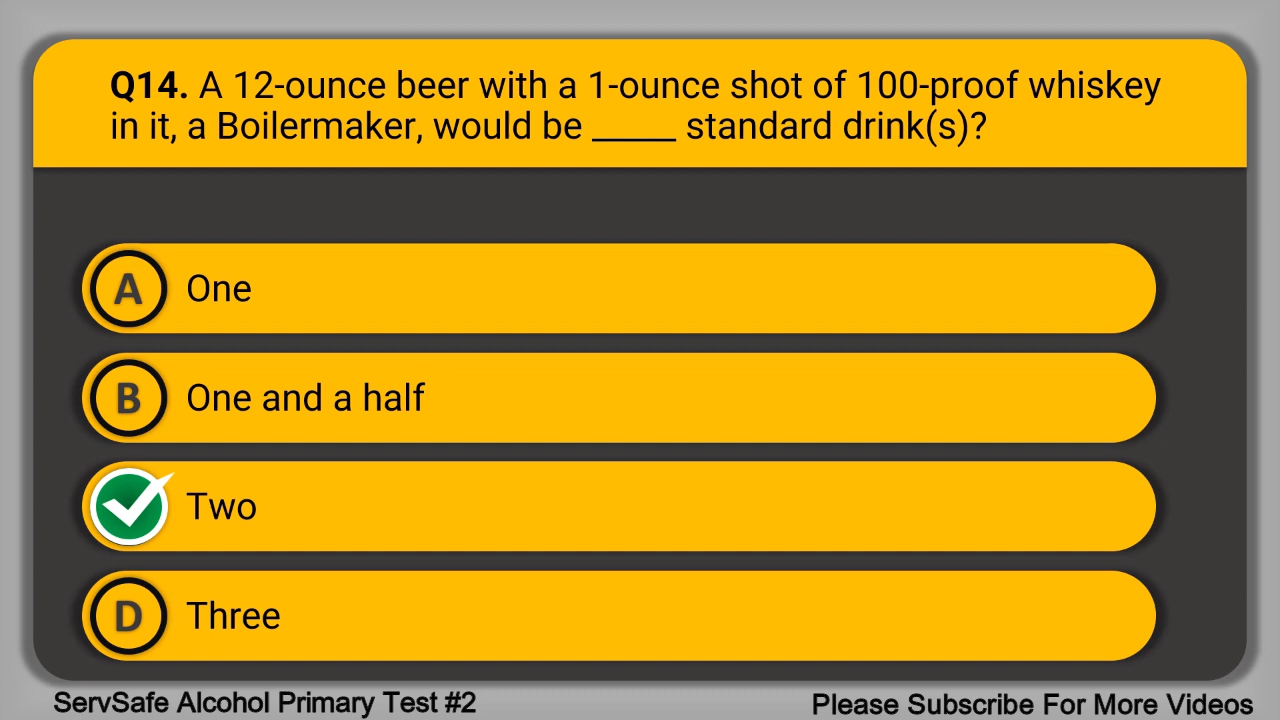 Q14. A 12-ounce beer with a 1-ounce shot of 100-proof whiskey
in it, a Boilermaker, would be _____ standard drink(s)?
A One
B One and a half
Two
D Three
ServSafe Alcohol Primary Test #2
Please Subscribe For More Videos